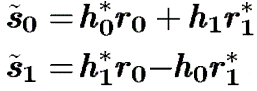 s̃₀ = h₀*r₀ + h₁r₁*
s̃₁ = h₁*r₀−h₀r₁*